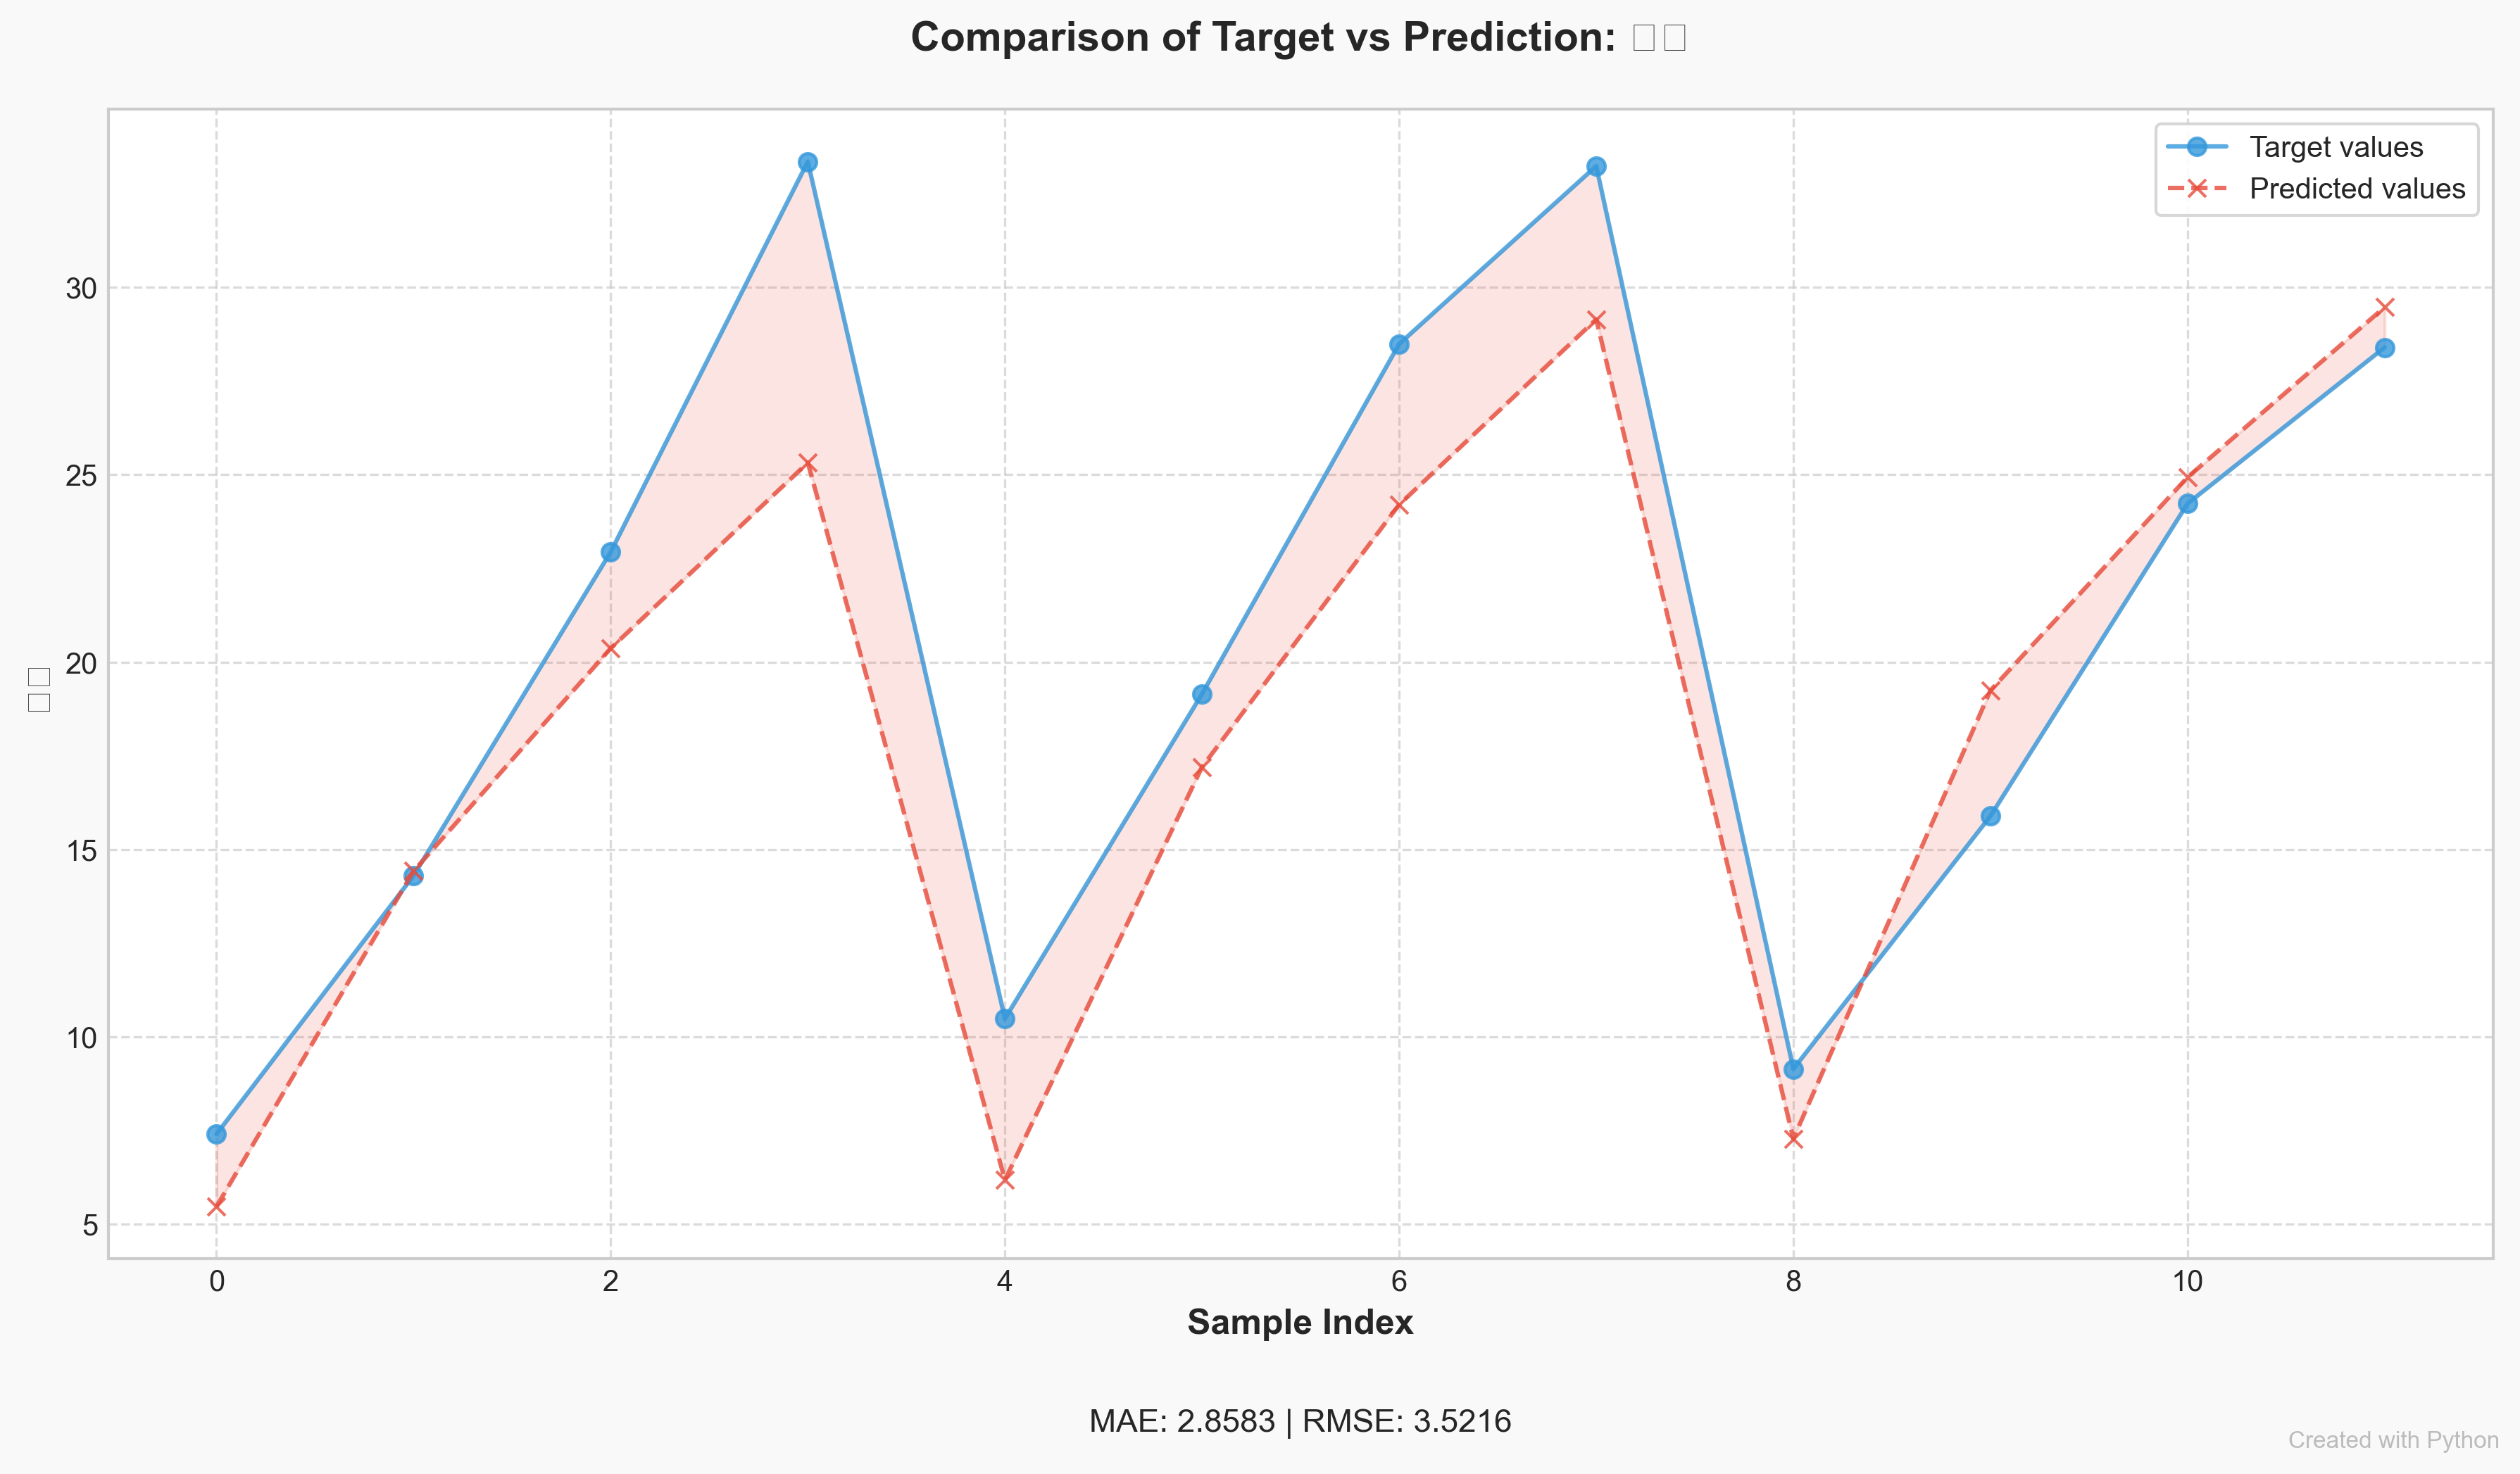 Comparison of Target vs Prediction:
Target values
Predicted values
30
25
20
15
10
5
0 2 4 6 8 10
Sample Index
MAE: 2.8583 | RMSE: 3.5216
Created with Python